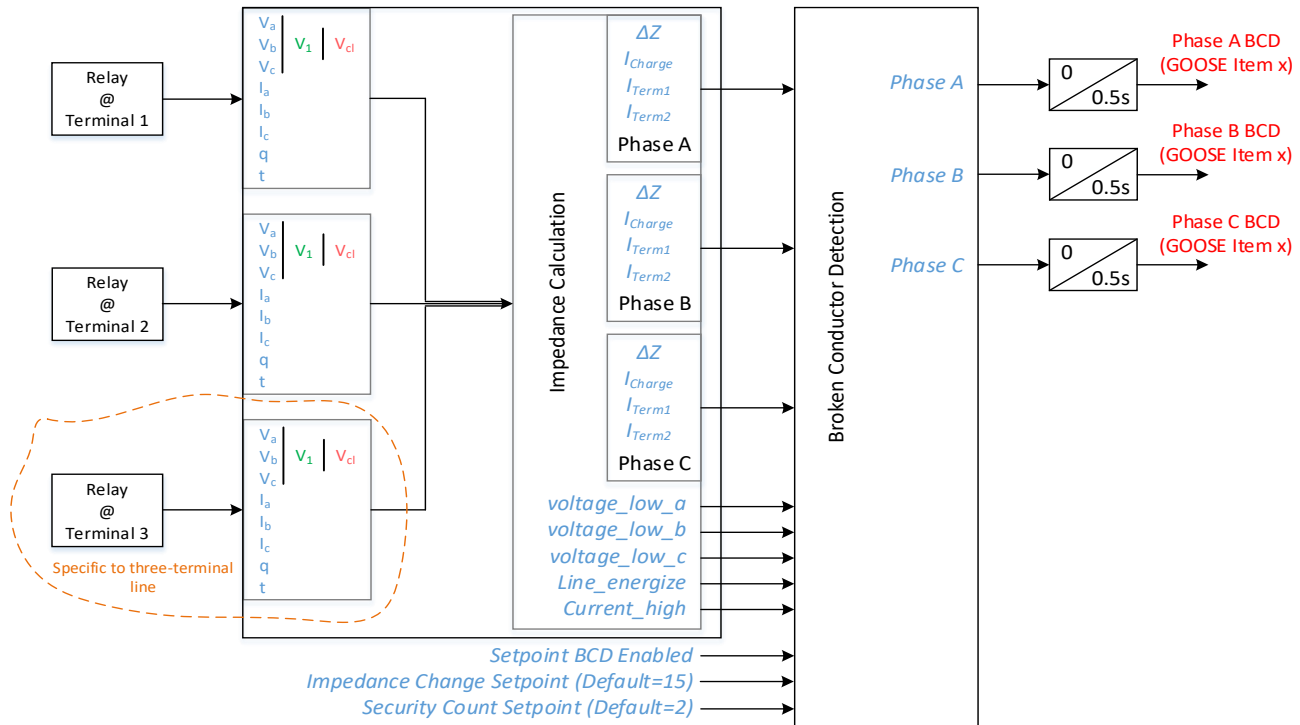 Relay
@
Terminal 1
Va
Vb
Vc
V1
Vcl
Ia
Ib
Ic
q
t
Relay
@
Terminal 2
Va
Vb
Vc
V1
Vcl
Ia
Ib
Ic
q
t
Relay
@
Terminal 3
Specific to three-terminal
line
Va
Vb
Vc
V1
Vcl
Ia
Ib
Ic
q
t
Impedance Calculation
ΔZ
ICharge
ITerm1
ITerm2
Phase A
ΔZ
ICharge
ITerm1
ITerm2
Phase B
ΔZ
ICharge
ITerm1
ITerm2
Phase C
voltage_low_a
voltage_low_b
voltage_low_c
Line_energize
Current_high
Setpoint BCD Enabled
Impedance Change Setpoint (Default=15)
Security Count Setpoint (Default=2)
Broken Conductor Detection
Phase A
0
0.5s
Phase A BCD
(GOOSE Item x)
Phase B
0
0.5s
Phase B BCD
(GOOSE Item x)
Phase C
0
0.5s
Phase C BCD
(GOOSE Item x)